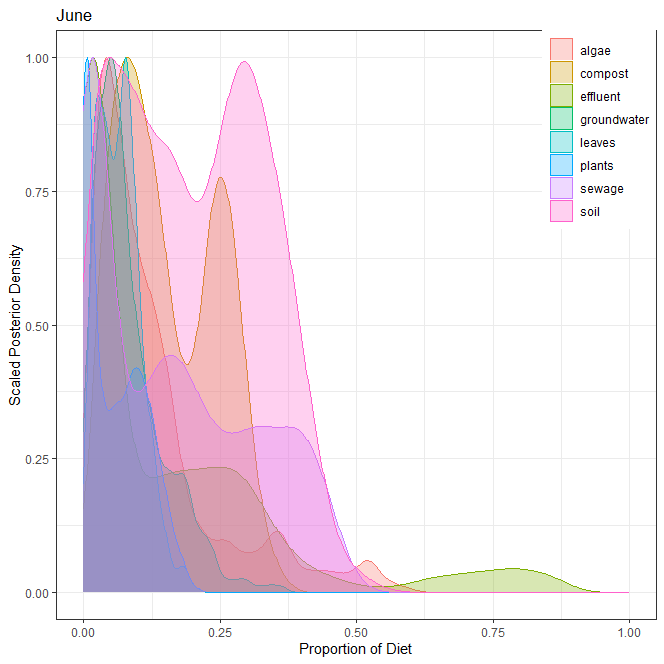 June
algae
compost
effluent
groundwater
leaves
plants
sewage
soil
1.00
0.75
0.50
0.25
0.00
Scaled Posterior Density
0.00 0.25 0.50 0.75 1.00
Proportion of Diet